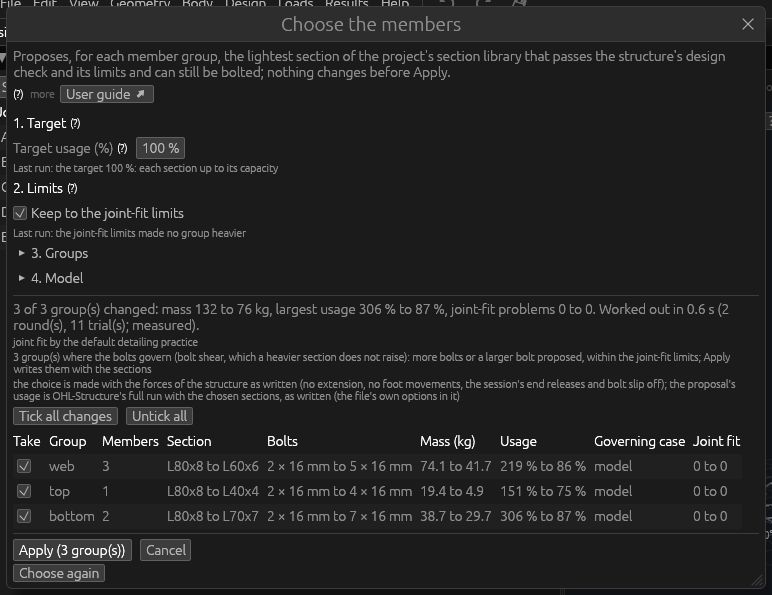 File Edit View Geometry Body Design Loads Results Help
Choose the members
Proposes, for each member group, the lightest section of the project's section library that passes the structure's design
check and its limits and can still be bolted; nothing changes before Apply.
(?) more User guide
1. Target (?)
Target usage (%) (?) 100 %
Last run: the target 100 %: each section up to its capacity
2. Limits (?)
Keep to the joint-fit limits
Last run: the joint-fit limits made no group heavier
3. Groups
4. Model
3 of 3 group(s) changed: mass 132 to 76 kg, largest usage 306 % to 87 %, joint-fit problems 0 to 0. Worked out in 0.6 s (2
round(s), 11 trial(s); measured).
joint fit by the default detailing practice
3 group(s) where the bolts govern (bolt shear, which a heavier section does not raise): more bolts or a larger bolt proposed, within the joint-fit limits; Apply
writes them with the sections
the choice is made with the forces of the structure as written (no extension, no foot movements, the session's end releases and bolt slip off); the proposal's
usage is OHL-Structure's full run with the chosen sections, as written (the file's own options in it)
Tick all changes Untick all
Take Group Members Section Bolts Mass (kg) Usage Governing case Joint fit
web 3 L80x8 to L60x6 2 × 16 mm to 5 × 16 mm 74.1 to 41.7 219 % to 86 % model 0 to 0
top 1 L80x8 to L40x4 2 × 16 mm to 4 × 16 mm 19.4 to 4.9 151 % to 75 % model 0 to 0
bottom 2 L80x8 to L70x7 2 × 16 mm to 7 × 16 mm 38.7 to 29.7 306 % to 87 % model 0 to 0
Apply (3 group(s)) Cancel
Choose again